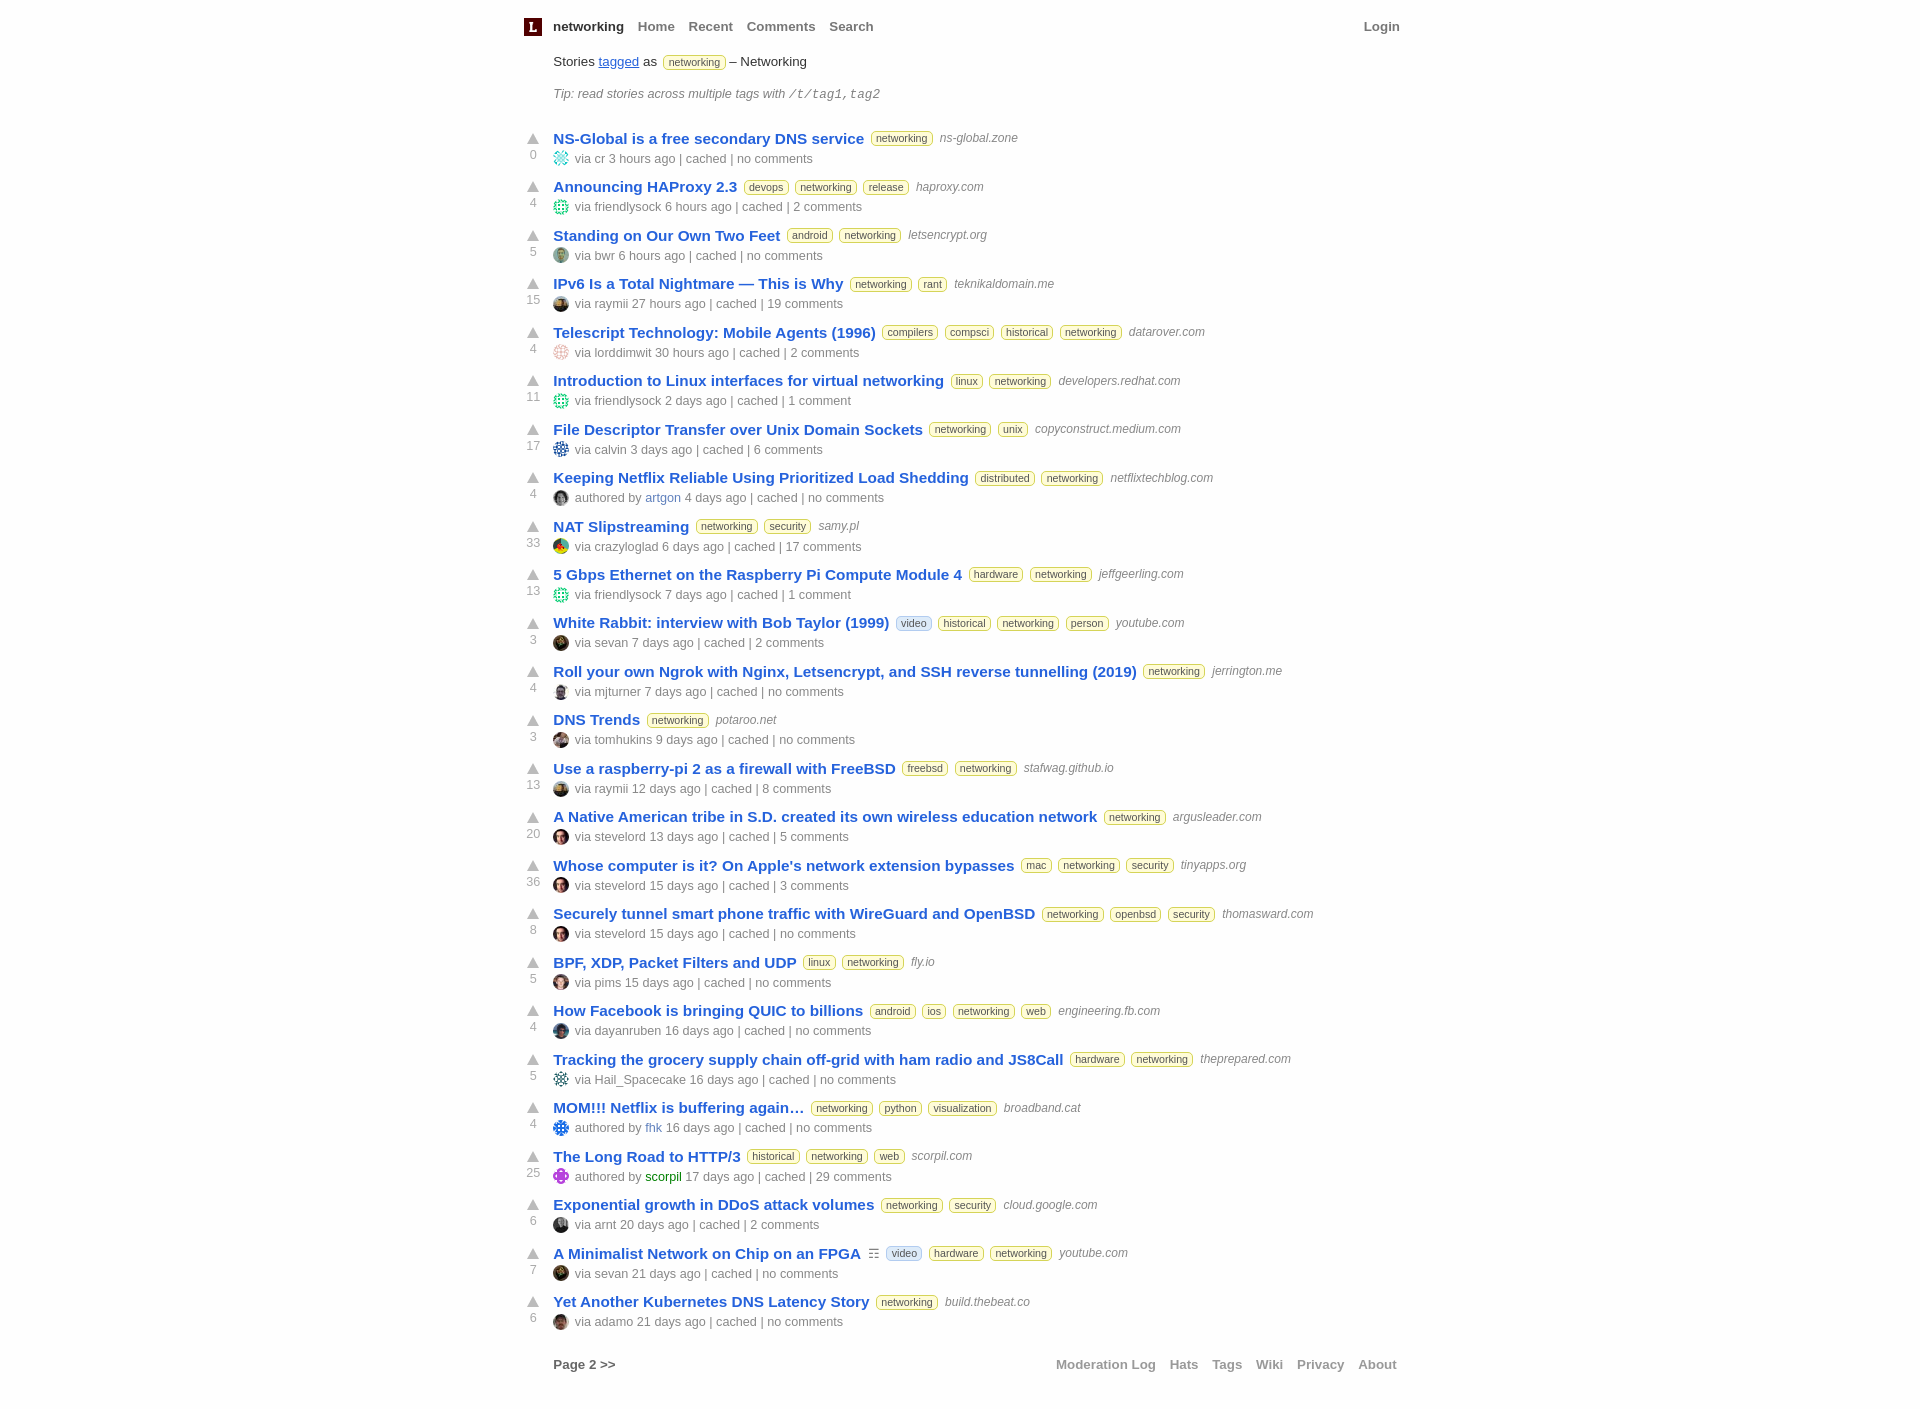 L networking Home Recent Comments Search Login
Stories tagged as networking – Networking
Tip: read stories across multiple tags with /t/tag1,tag2
NS-Global is a free secondary DNS service networking ns-global.zone
0 via cr 3 hours ago | cached | no comments
Announcing HAProxy 2.3 devops networking release haproxy.com
4 via friendlysock 6 hours ago | cached | 2 comments
Standing on Our Own Two Feet android networking letsencrypt.org
5 via bwr 6 hours ago | cached | no comments
IPv6 Is a Total Nightmare — This is Why networking rant teknikaldomain.me
15 via raymii 27 hours ago | cached | 19 comments
Telescript Technology: Mobile Agents (1996) compilers compsci historical networking datarover.com
4 via lorddimwit 30 hours ago | cached | 2 comments
Introduction to Linux interfaces for virtual networking linux networking developers.redhat.com
11 via friendlysock 2 days ago | cached | 1 comment
File Descriptor Transfer over Unix Domain Sockets networking unix copyconstruct.medium.com
17 via calvin 3 days ago | cached | 6 comments
Keeping Netflix Reliable Using Prioritized Load Shedding distributed networking netflixtechblog.com
4 authored by artgon 4 days ago | cached | no comments
NAT Slipstreaming networking security samy.pl
33 via crazyloglad 6 days ago | cached | 17 comments
5 Gbps Ethernet on the Raspberry Pi Compute Module 4 hardware networking jeffgeerling.com
13 via friendlysock 7 days ago | cached | 1 comment
White Rabbit: interview with Bob Taylor (1999) video historical networking person youtube.com
3 via sevan 7 days ago | cached | 2 comments
Roll your own Ngrok with Nginx, Letsencrypt, and SSH reverse tunnelling (2019) networking jerrington.me
4 via mjturner 7 days ago | cached | no comments
DNS Trends networking potaroo.net
3 via tomhukins 9 days ago | cached | no comments
Use a raspberry-pi 2 as a firewall with FreeBSD freebsd networking stafwag.github.io
13 via raymii 12 days ago | cached | 8 comments
A Native American tribe in S.D. created its own wireless education network networking argusleader.com
20 via stevelord 13 days ago | cached | 5 comments
Whose computer is it? On Apple's network extension bypasses mac networking security tinyapps.org
36 via stevelord 15 days ago | cached | 3 comments
Securely tunnel smart phone traffic with WireGuard and OpenBSD networking openbsd security thomasward.com
8 via stevelord 15 days ago | cached | no comments
BPF, XDP, Packet Filters and UDP linux networking fly.io
5 via pims 15 days ago | cached | no comments
How Facebook is bringing QUIC to billions android ios networking web engineering.fb.com
4 via dayanruben 16 days ago | cached | no comments
Tracking the grocery supply chain off-grid with ham radio and JS8Call hardware networking theprepared.com
5 via Hail_Spacecake 16 days ago | cached | no comments
MOM!!! Netflix is buffering again… networking python visualization broadband.cat
4 authored by fhk 16 days ago | cached | no comments
The Long Road to HTTP/3 historical networking web scorpil.com
25 authored by scorpil 17 days ago | cached | 29 comments
Exponential growth in DDoS attack volumes networking security cloud.google.com
6 via arnt 20 days ago | cached | 2 comments
A Minimalist Network on Chip on an FPGA ☶ video hardware networking youtube.com
7 via sevan 21 days ago | cached | no comments
Yet Another Kubernetes DNS Latency Story networking build.thebeat.co
6 via adamo 21 days ago | cached | no comments
Page 2 >> Moderation Log Hats Tags Wiki Privacy About